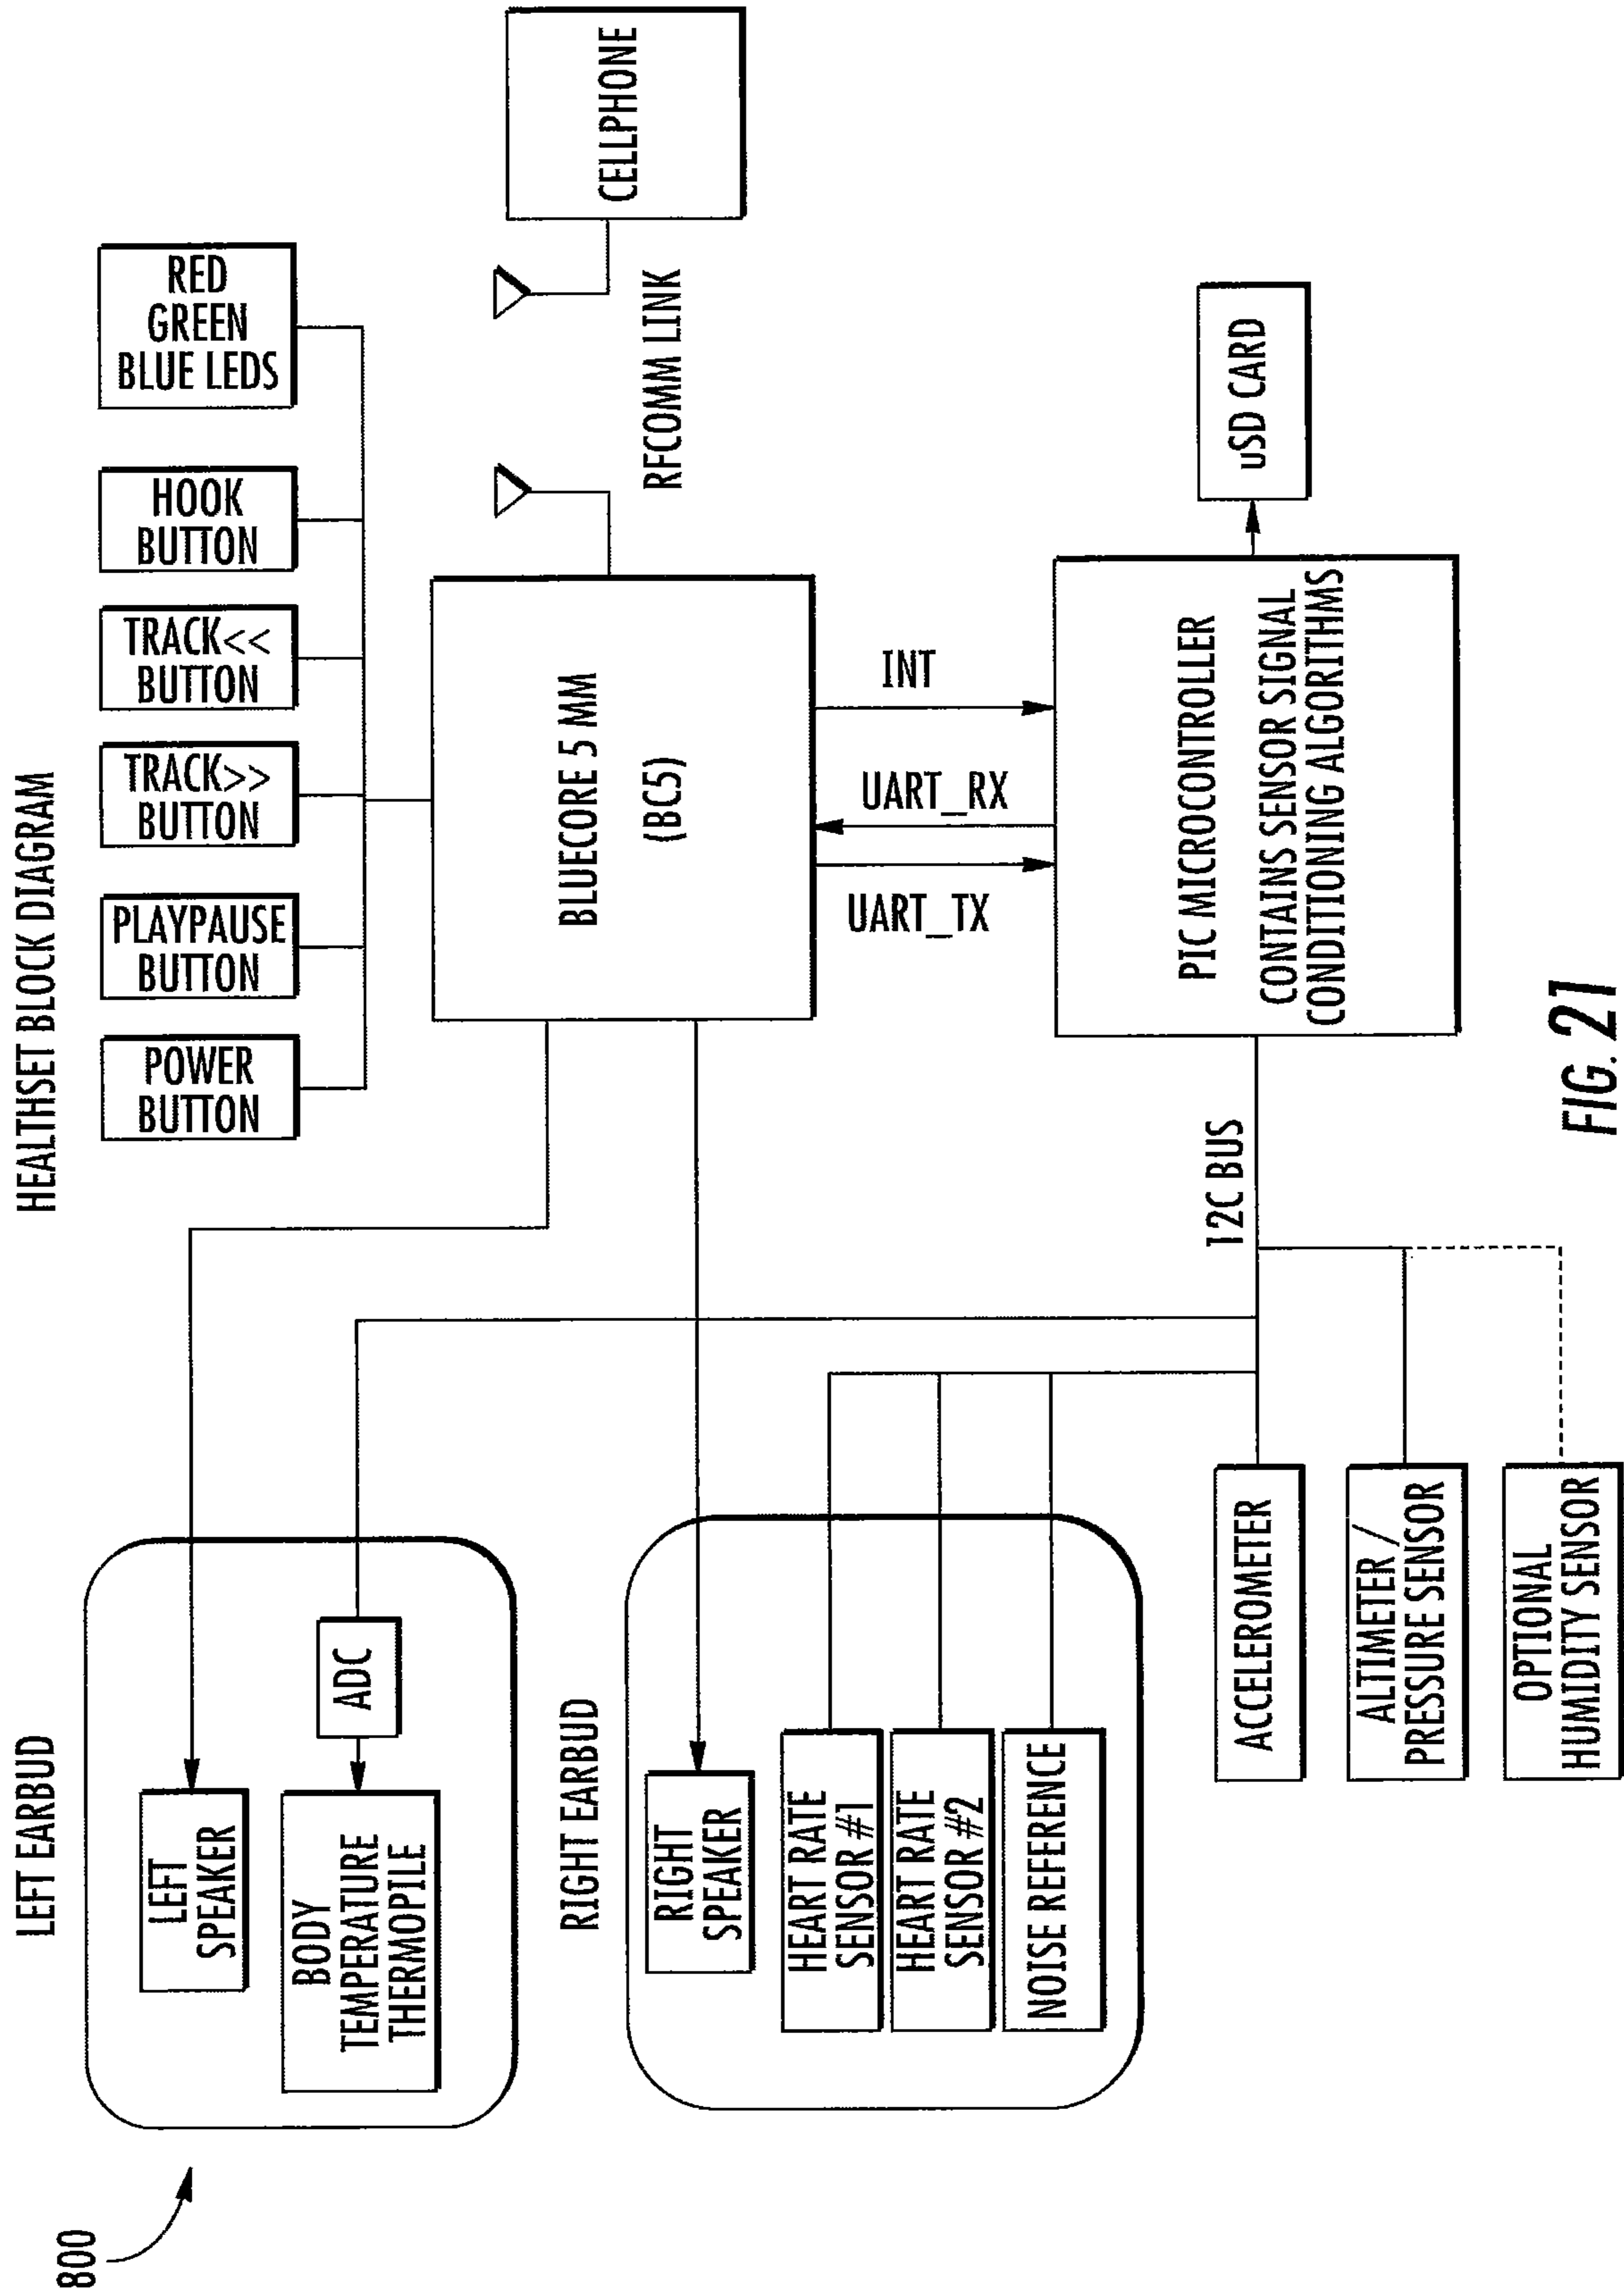 HEALTHSET BLOCK DIAGRAM
800
LEFT EARBUD
LEFT
SPEAKER
BODY
TEMPERATURE
THERMOPILE
ADC
RIGHT EARBUD
RIGHT
SPEAKER
HEART RATE
SENSOR #1
HEART RATE
SENSOR #2
NOISE REFERENCE
ACCELEROMETER
ALTIMETER /
PRESSURE SENSOR
OPTIONAL
HUMIDITY SENSOR
POWER
BUTTON
PLAYPAUSE
BUTTON
TRACK>>
BUTTON
TRACK<<
BUTTON
HOOK
BUTTON
RED
GREEN
BLUE LEDS
BLUECORE 5 MM
(BC5)
RFCOMM LINK
CELLPHONE
UART_TX
UART_RX
INT
12C BUS
PIC MICROCONTROLLER
CONTAINS SENSOR SIGNAL
CONDITIONING ALGORITHMS
uSD CARD
FIG. 21